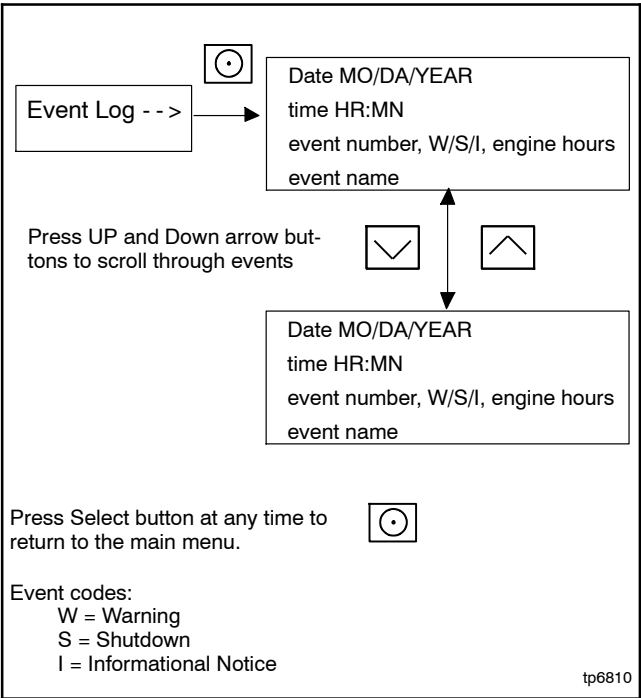 Event Log - - >
Date MO/DA/YEAR
time HR:MN
event number, W/S/I, engine hours
event name
Press UP and Down arrow but-
tons to scroll through events
Date MO/DA/YEAR
time HR:MN
event number, W/S/I, engine hours
event name
Press Select button at any time to
return to the main menu.
Event codes:
W = Warning
S = Shutdown
I = Informational Notice
tp6810